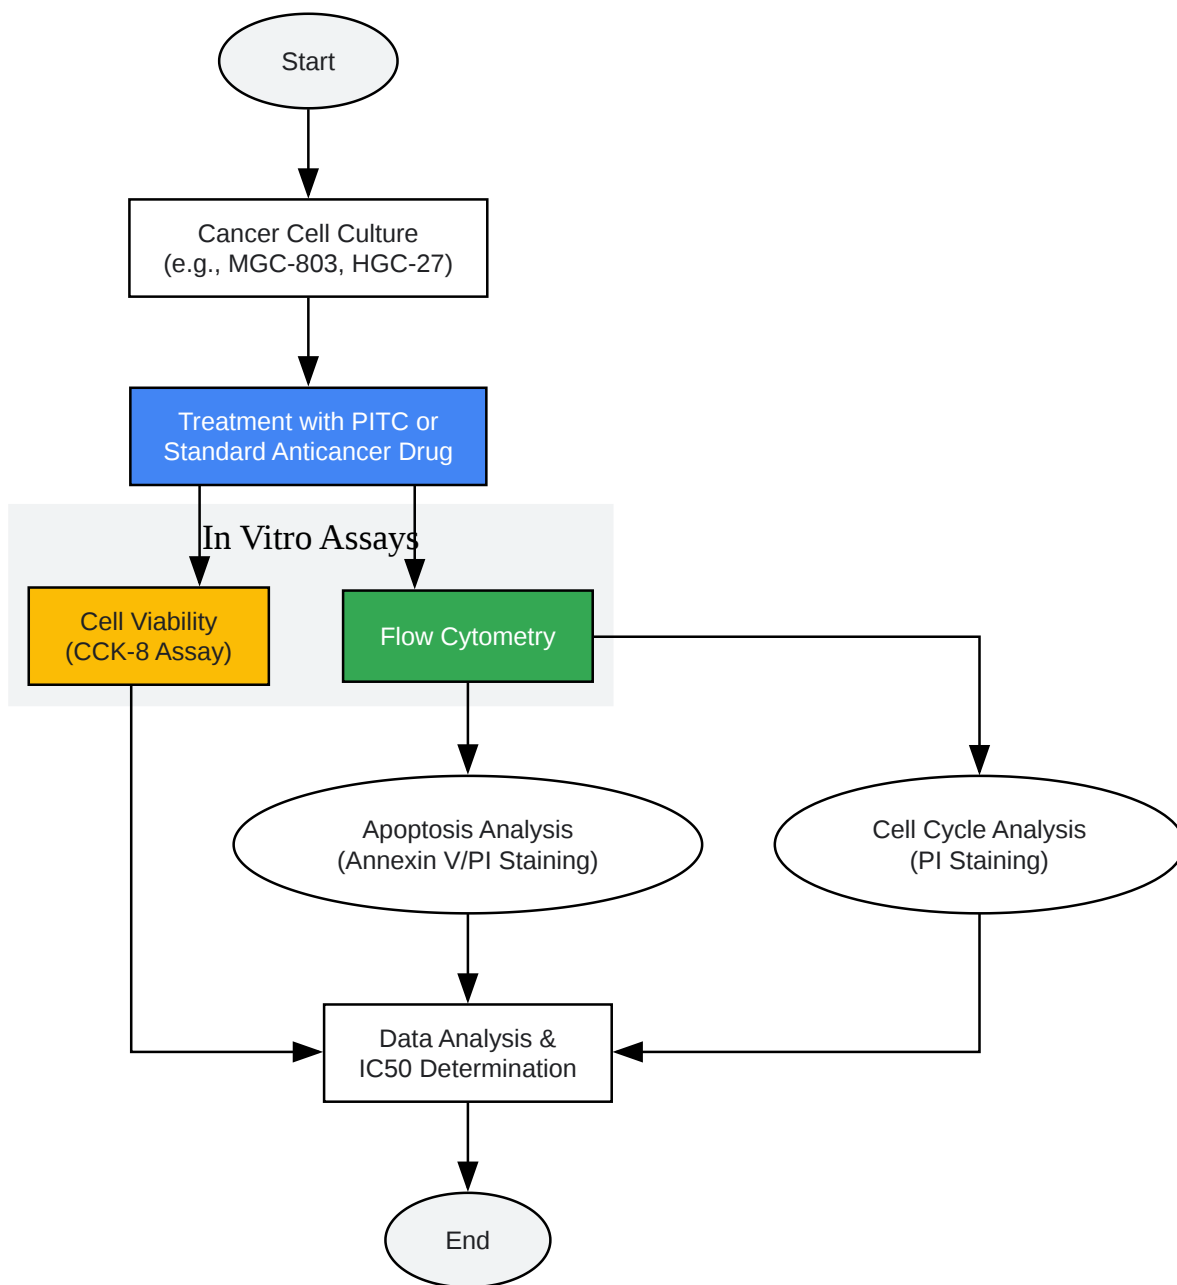 Start
Cancer Cell Culture
(e.g., MGC-803, HGC-27)
Treatment with PITC or
Standard Anticancer Drug
In Vitro Assays
Cell Viability
(CCK-8 Assay)
Flow Cytometry
Apoptosis Analysis
(Annexin V/PI Staining)
Cell Cycle Analysis
(PI Staining)
Data Analysis &
IC50 Determination
End